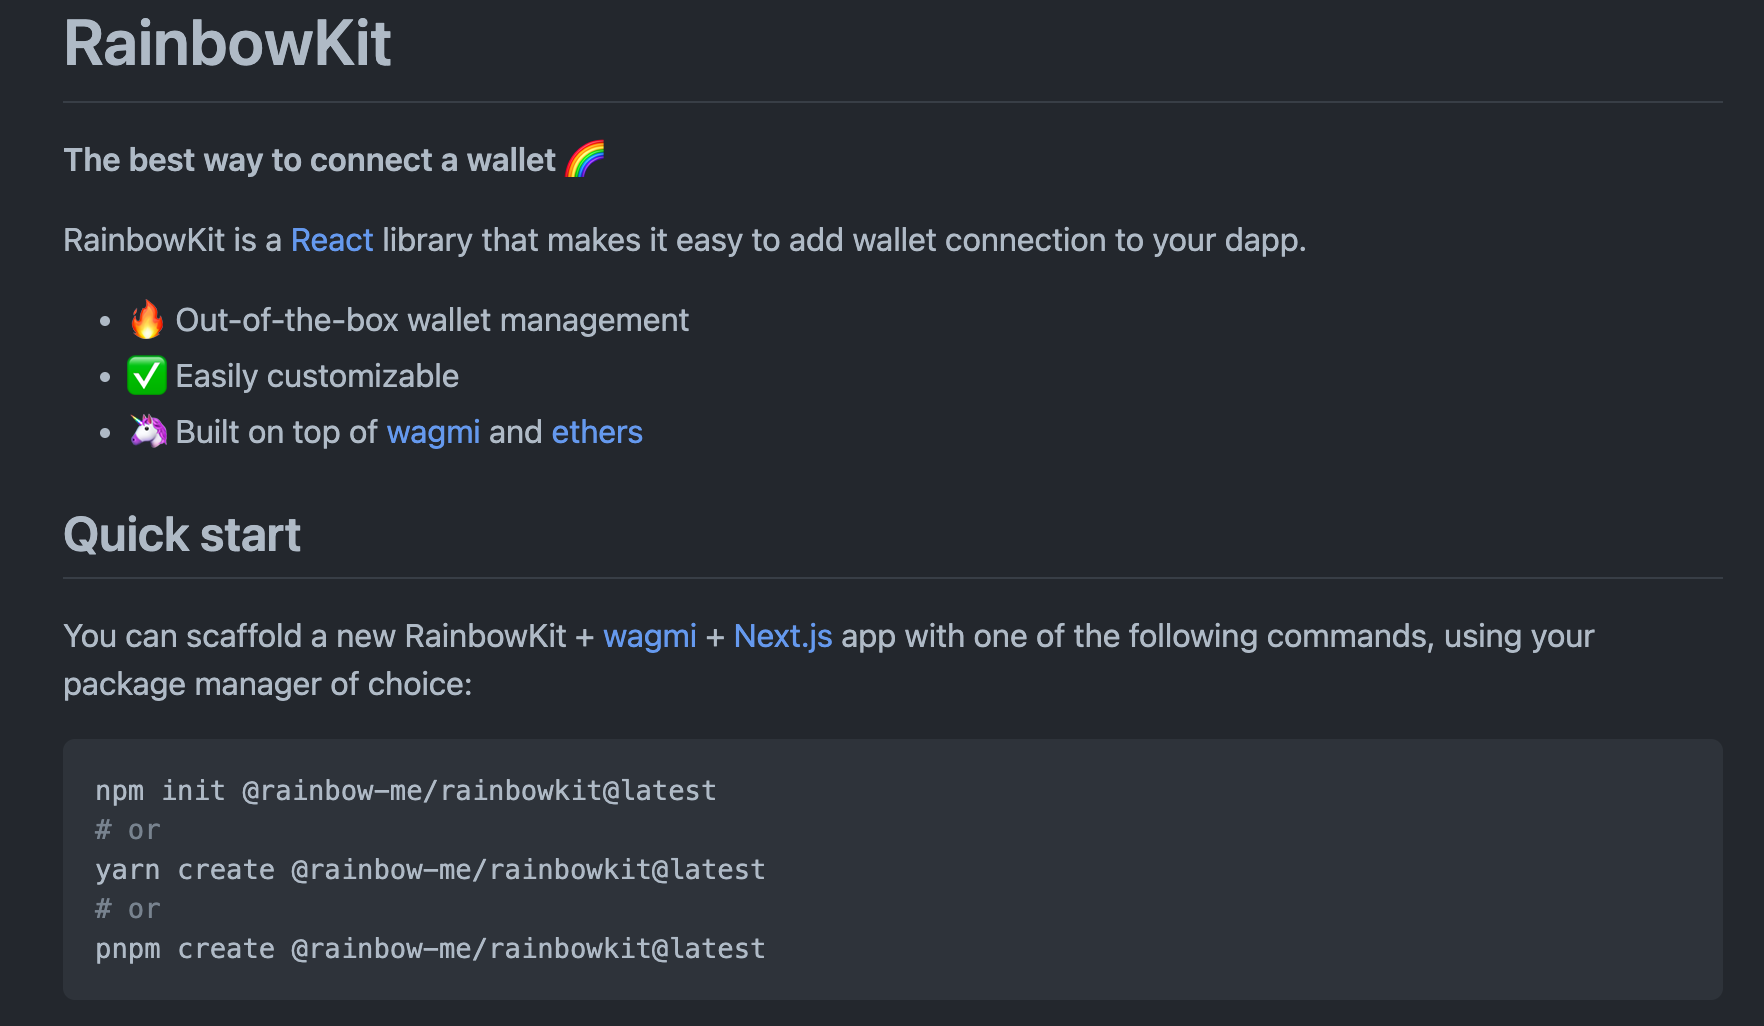 RainbowKit
The best way to connect a wallet 🌈
RainbowKit is a React library that makes it easy to add wallet connection to your dapp.
• 🔥 Out-of-the-box wallet management
• ✅ Easily customizable
• 🦄 Built on top of wagmi and ethers
Quick start
You can scaffold a new RainbowKit + wagmi + Next.js app with one of the following commands, using your
package manager of choice:
npm init @rainbow-me/rainbowkit@latest
# or
yarn create @rainbow-me/rainbowkit@latest
# or
pnpm create @rainbow-me/rainbowkit@latest